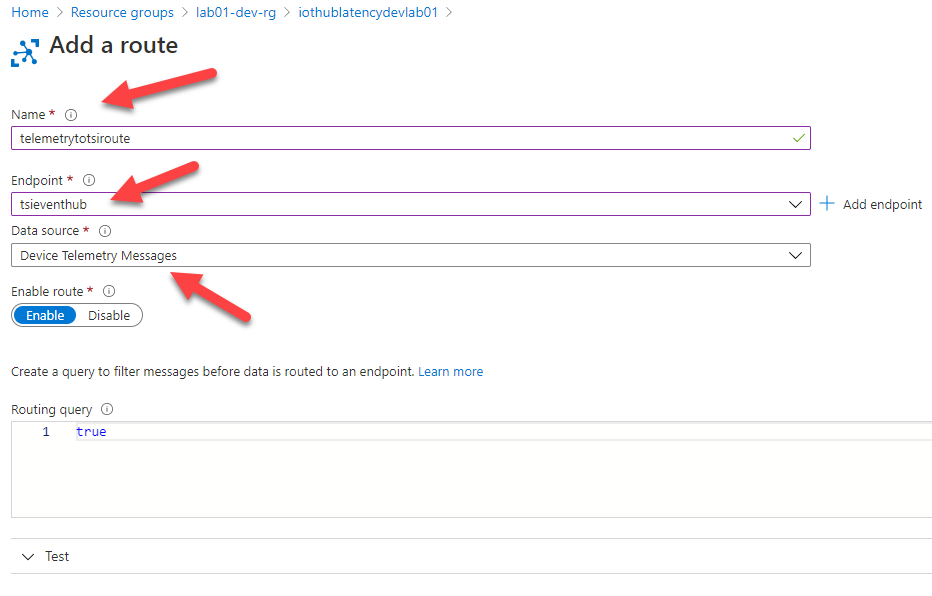 Home > Resource groups > lab01-dev-rg > iothublatencydevlab01 >
Add a route
Name *
telemetrytotsiroute
Endpoint *
tsieventhub
Add endpoint
Data source *
Device Telemetry Messages
Enable route *
Enable Disable
Create a query to filter messages before data is routed to an endpoint. Learn more
Routing query
1 true
Test